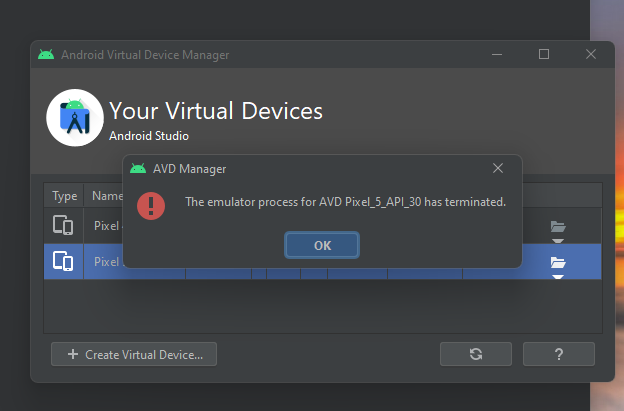 Android Virtual Device Manager
Your Virtual Devices
Android Studio
AVD Manager
The emulator process for AVD Pixel_5_API_30 has terminated.
OK
Type Name
Pixel
Pixel
+ Create Virtual Device...
?